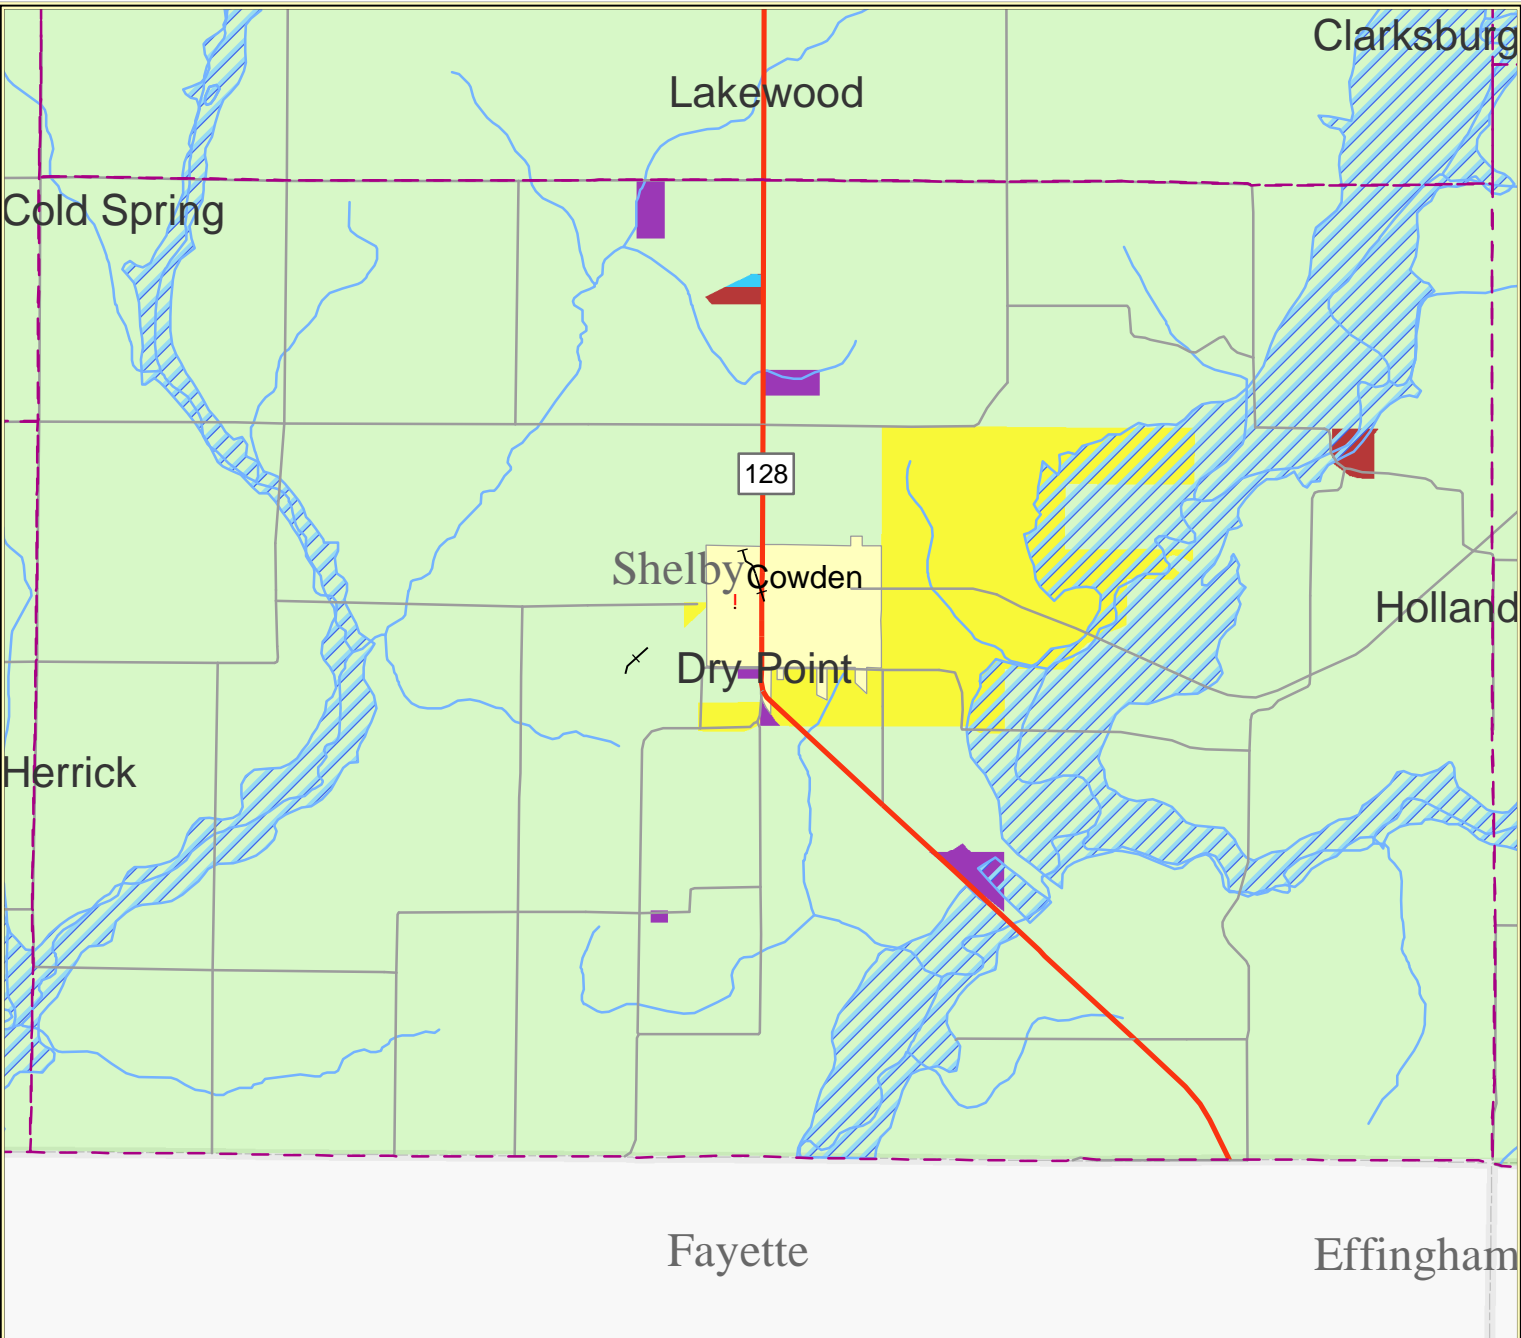 Clarksburg
Lakewood
Cold Spring
128
Shelby
Cowden
!
Holland
Dry Point
Herrick
Fayette
Effingham